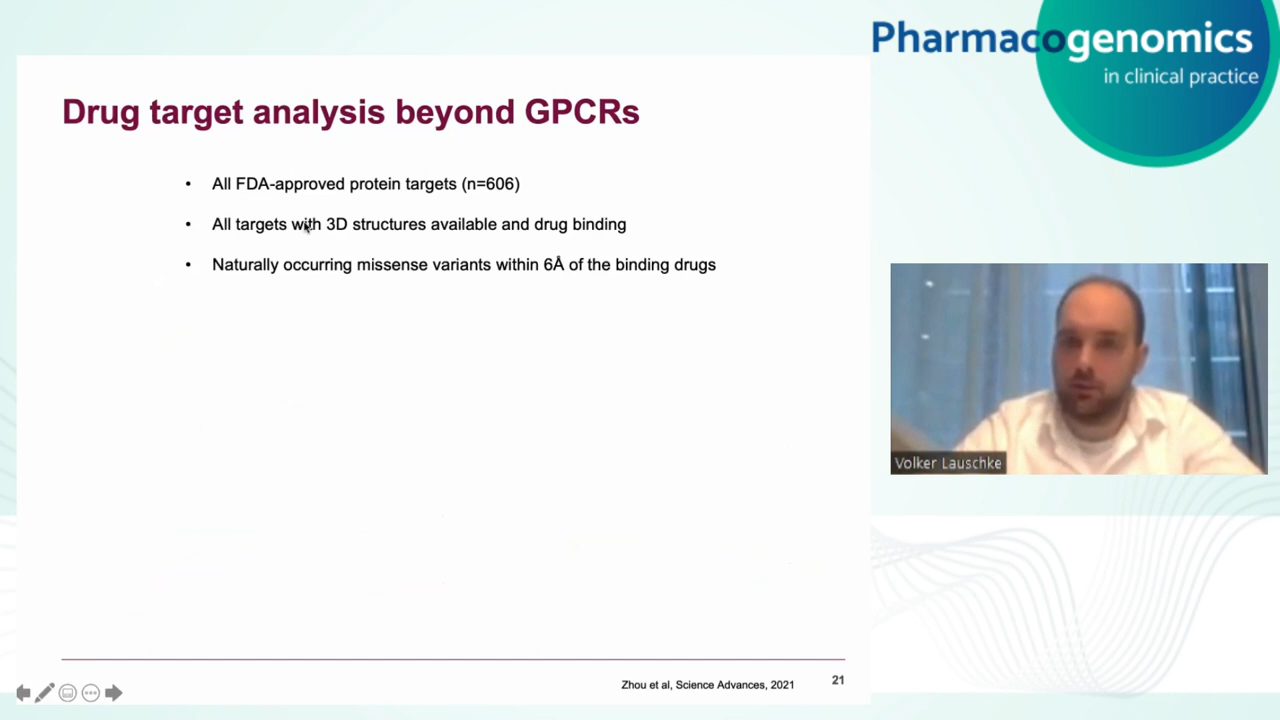 Pharmacogenomics
in clinical practice
Drug target analysis beyond GPCRs
• All FDA-approved protein targets (n=606)
• All targets with 3D structures available and drug binding
• Naturally occurring missense variants within 6Å of the binding drugs
Volker Lauschke
Zhou et al, Science Advances, 2021
21